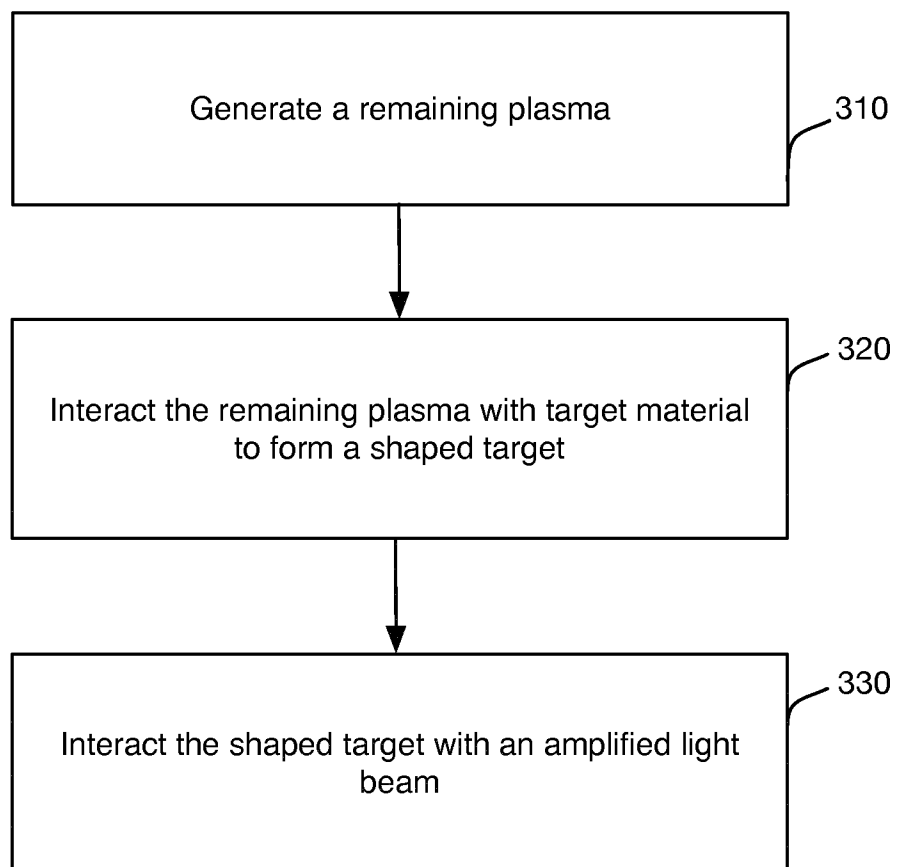 Generate a remaining plasma
310
Interact the remaining plasma with target material
to form a shaped target
320
Interact the shaped target with an amplified light
beam
330